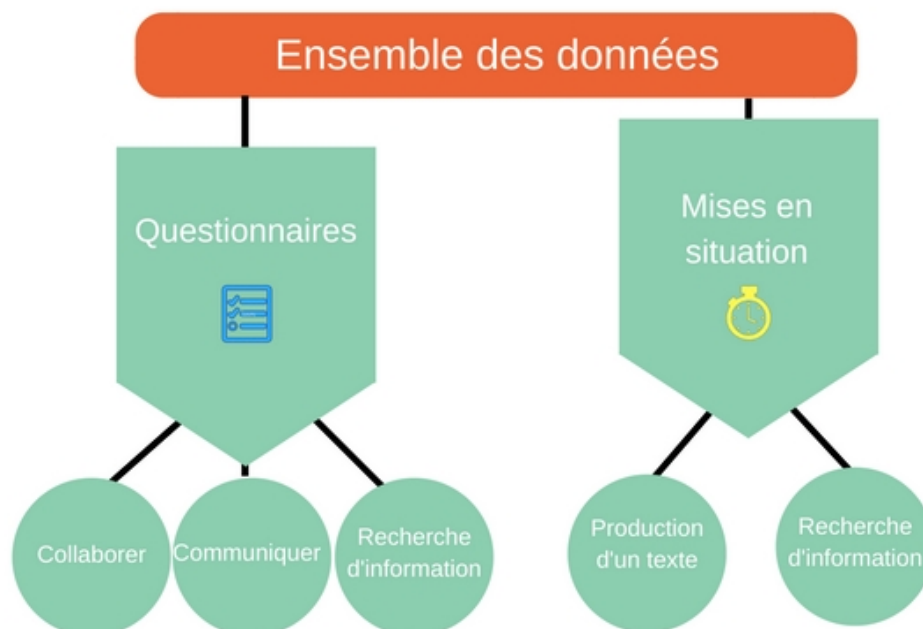 Ensemble des données
Questionnaires
Mises en
situation
Collaborer
Communiquer
Recherche
d'information
Production
d'un texte
Recherche
d'information